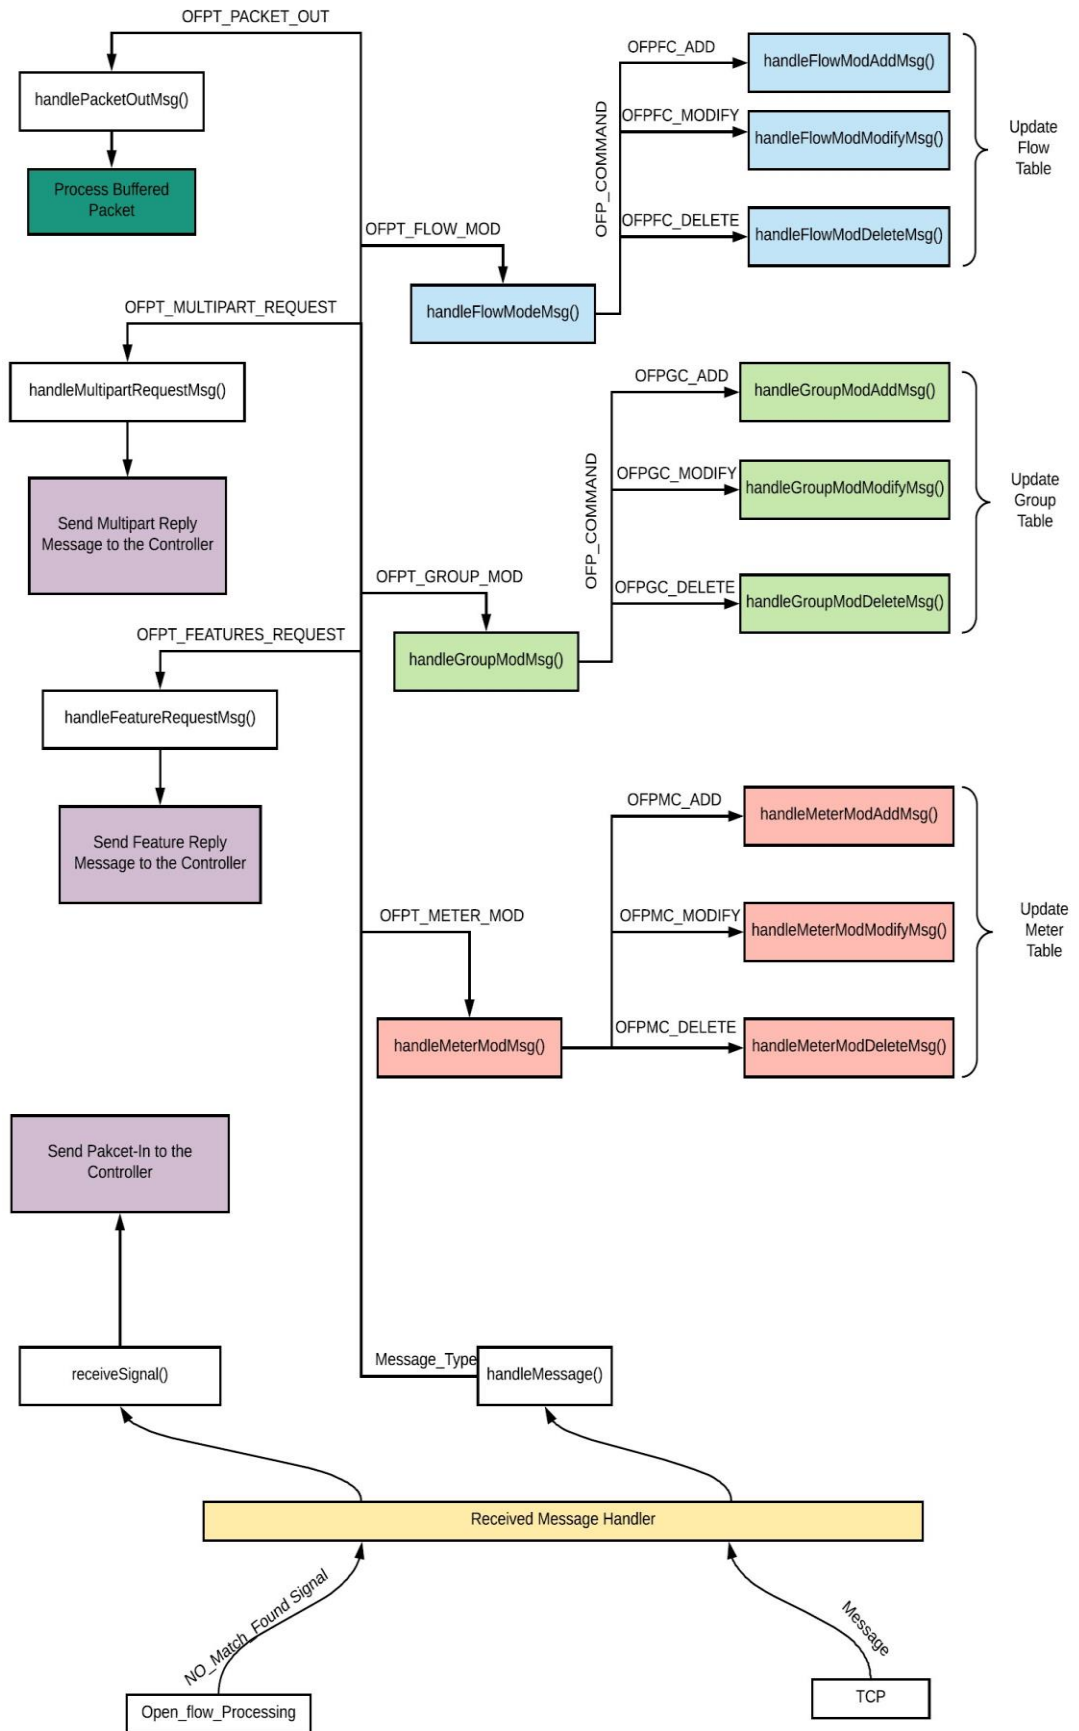 OFPT_PACKET_OUT
handlePacketOutMsg()
Process Buffered
Packet
OFPFC_ADD
handleFlowModAddMsg()
OFPFC_MODIFY
handleFlowModModifyMsg()
OFP_COMMAND
OFPFC_DELETE
handleFlowModDeleteMsg()
Update
Flow
Table
OFPT_FLOW_MOD
handleFlowModeMsg()
OFPT_MULTIPART_REQUEST
handleMultipartRequestMsg()
Send Multipart Reply
Message to the Controller
OFPGC_ADD
handleGroupModAddMsg()
OFPGC_MODIFY
handleGroupModModifyMsg()
OFP_COMMAND
OFPGC_DELETE
handleGroupModDeleteMsg()
Update
Group
Table
OFPT_GROUP_MOD
handleGroupModMsg()
OFPT_FEATURES_REQUEST
handleFeatureRequestMsg()
Send Feature Reply
Message to the Controller
OFPMC_ADD
handleMeterModAddMsg()
OFPMC_MODIFY
handleMeterModModifyMsg()
OFPMC_DELETE
handleMeterModDeleteMsg()
Update
Meter
Table
OFPT_METER_MOD
handleMeterModMsg()
Send Pakcet-In to the
Controller
receiveSignal()
Message_Type
handleMessage()
Received Message Handler
NO_Match_Found Signal
Message
Open_flow_Processing
TCP